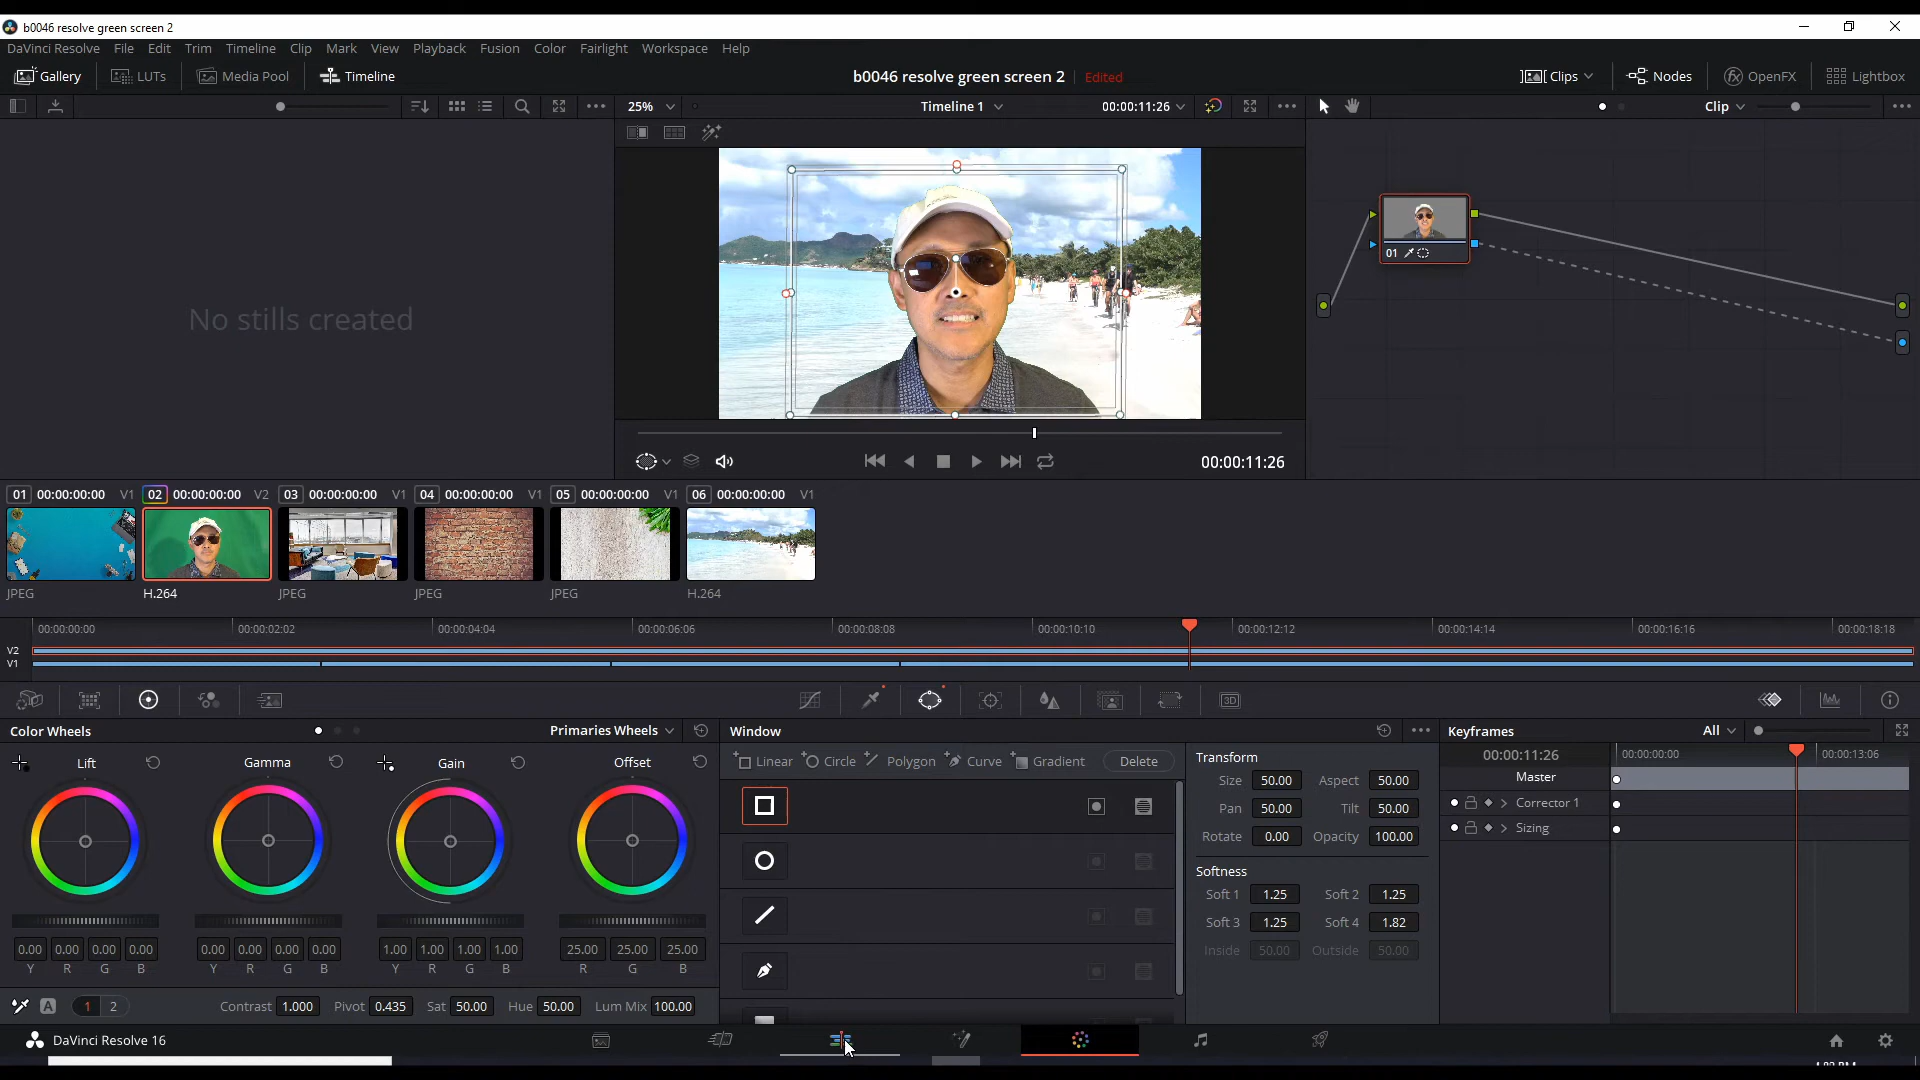 b0046 resolve green screen 2
DaVinci Resolve File Edit Trim Timeline Clip Mark View Playback Fusion Color Fairlight Workspace Help
Gallery LUTs Media Pool Timeline b0046 resolve green screen 2 Edited Clips Nodes OpenFX Lightbox
25% Timeline 1 00:00:11:26 Clip
No stills created
01
00:00:11:26
01 00:00:00:00 V1 02 00:00:00:00 V2 03 00:00:00:00 V1 04 00:00:00:00 V1 05 00:00:00:00 V1 06 00:00:00:00 V1
JPEG H.264 JPEG JPEG JPEG H.264
00:00:00:00 00:00:02:02 00:00:04:04 00:00:06:06 00:00:08:08 00:00:10:10 00:00:12:12 00:00:14:14 00:00:16:16 00:00:18:18
V2
V1
3D
Color Wheels Primaries Wheels Window Keyframes All
Lift Gamma Gain Offset
Linear Circle Polygon Curve Gradient Delete
Transform
Size 50.00 Aspect 50.00
Pan 50.00 Tilt 50.00
Rotate 0.00 Opacity 100.00
Softness
Soft 1 1.25 Soft 2 1.25
Soft 3 1.25 Soft 4 1.82
Inside 50.00 Outside 50.00
00:00:11:26 00:00:00:00 00:00:13:06
Master
Corrector 1
Sizing
0.00 0.00 0.00 0.00 0.00 0.00 0.00 0.00 1.00 1.00 1.00 1.00 25.00 25.00 25.00
Y R G B Y R G B Y R G B R G B
A 1 2 Contrast 1.000 Pivot 0.435 Sat 50.00 Hue 50.00 Lum Mix 100.00
DaVinci Resolve 16